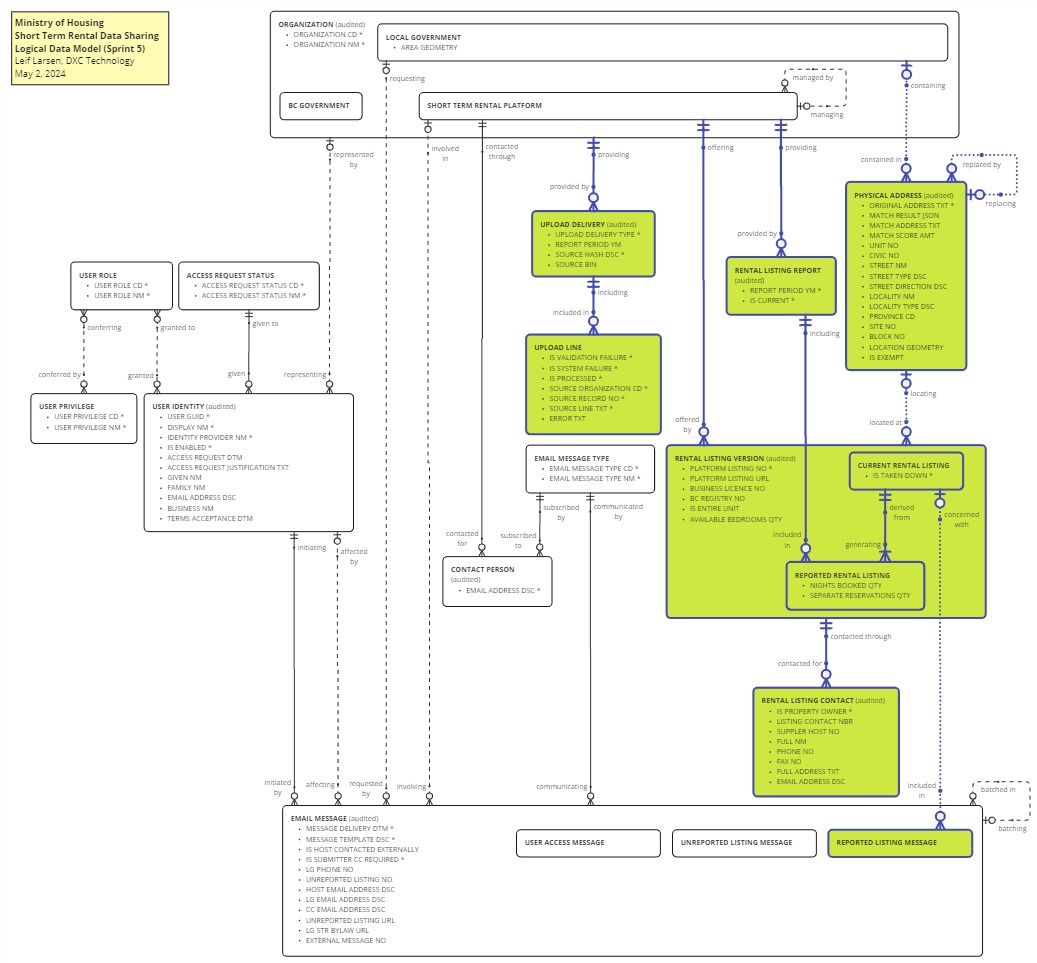 Ministry of Housing
Short Term Rental Data Sharing
Logical Data Model (Sprint 5)
Leif Larsen, DXC Technology
May 2, 2024
ORGANIZATION (audited)
• ORGANIZATION CD *
• ORGANIZATION NM *
LOCAL GOVERNMENT
• AREA GEOMETRY
requesting
managed by
managing
containing
BC GOVERNMENT
SHORT TERM RENTAL PLATFORM
represented
by
involved
in
contacted
through
providing
offering
providing
contained in
replaced by
replacing
provided by
provided by
UPLOAD DELIVERY (audited)
• UPLOAD DELIVERY TYPE *
• REPORT PERIOD YM
• SOURCE HASH DSC *
• SOURCE BIN
including
included in
RENTAL LISTING REPORT
(audited)
• REPORT PERIOD YM *
• IS CURRENT *
including
PHYSICAL ADDRESS (audited)
• ORIGINAL ADDRESS TXT *
• MATCH RESULT JSON
• MATCH ADDRESS TXT
• MATCH SCORE AMT
• UNIT NO
• CIVIC NO
• STREET NM
• STREET TYPE DSC
• STREET DIRECTION DSC
• LOCALITY NM
• LOCALITY TYPE DSC
• PROVINCE CD
• SITE NO
• BLOCK NO
• LOCATION GEOMETRY
• IS EXEMPT
locating
located at
USER ROLE
• USER ROLE CD *
• USER ROLE NM *
ACCESS REQUEST STATUS
• ACCESS REQUEST STATUS CD *
• ACCESS REQUEST STATUS NM *
conferring
granted to
given to
conferred by
granted
given
representing
USER PRIVILEGE
• USER PRIVILEGE CD *
• USER PRIVILEGE NM *
USER IDENTITY (audited)
• USER GUID *
• DISPLAY NM *
• IDENTITY PROVIDER NM *
• IS ENABLED *
• ACCESS REQUEST DTM
• ACCESS REQUEST JUSTIFICATION TXT
• GIVEN NM
• FAMILY NM
• EMAIL ADDRESS DSC
• BUSINESS NM
• TERMS ACCEPTANCE DTM
initiating
affected
by
UPLOAD LINE
• IS VALIDATION FAILURE *
• IS SYSTEM FAILURE *
• IS PROCESSED *
• SOURCE ORGANIZATION CD *
• SOURCE RECORD NO *
• SOURCE LINE TXT *
• ERROR TXT
offered
by
EMAIL MESSAGE TYPE
• EMAIL MESSAGE TYPE CD *
• EMAIL MESSAGE TYPE NM *
subscribed
by
communicated
by
contacted
for
subscribed
to
CONTACT PERSON
(audited)
• EMAIL ADDRESS DSC *
RENTAL LISTING VERSION (audited)
• PLATFORM LISTING NO *
• PLATFORM LISTING URL
• BUSINESS LICENCE NO
• BC REGISTRY NO
• IS ENTIRE UNIT
• AVAILABLE BEDROOMS QTY
CURRENT RENTAL LISTING
• IS TAKEN DOWN *
derived
from
concerned
with
included
in
generating
REPORTED RENTAL LISTING
• NIGHTS BOOKED QTY
• SEPARATE RESERVATIONS QTY
contacted through
contacted for
RENTAL LISTING CONTACT (audited)
• IS PROPERTY OWNER *
• LISTING CONTACT NBR
• SUPPLER HOST NO
• FULL NM
• PHONE NO
• FAX NO
• FULL ADDRESS TXT
• EMAIL ADDRESS DSC
initiated
by
affecting
requested
by
involving
communicating
included
in
batched in
batching
EMAIL MESSAGE (audited)
• MESSAGE DELIVERY DTM *
• MESSAGE TEMPLATE DSC *
• IS HOST CONTACTED EXTERNALLY
• IS SUBMITTER CC REQUIRED *
• LG PHONE NO
• UNREPORTED LISTING NO
• HOST EMAIL ADDRESS DSC
• LG EMAIL ADDRESS DSC
• CC EMAIL ADDRESS DSC
• UNREPORTED LISTING URL
• LG STR BYLAW URL
• EXTERNAL MESSAGE NO
USER ACCESS MESSAGE
UNREPORTED LISTING MESSAGE
REPORTED LISTING MESSAGE